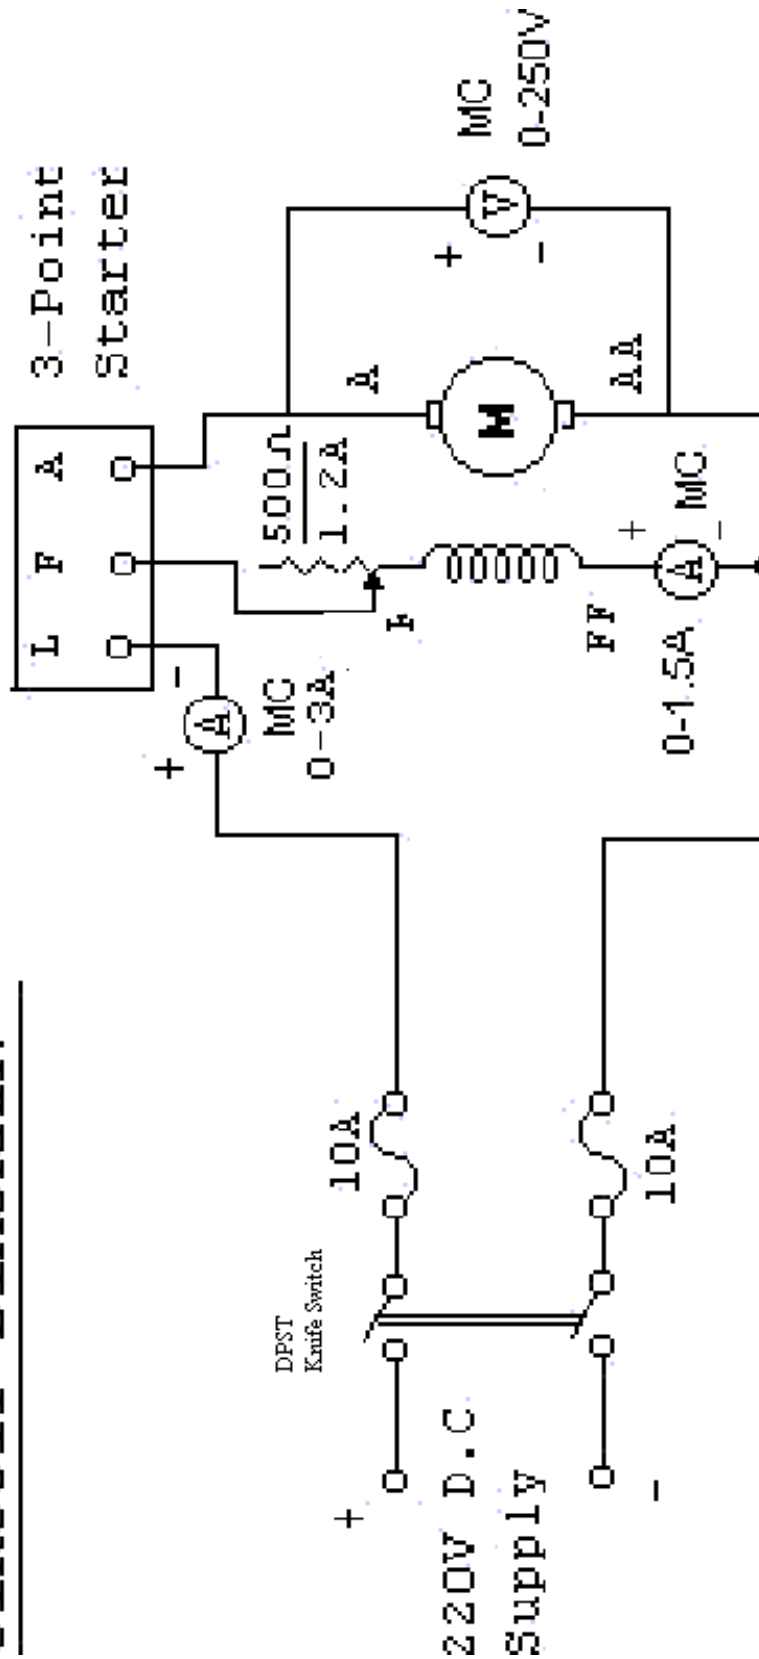 3-Point
Starter
L F A
500Ω
1.2A
A
M
AA
+ V -
MC
0-250V
F
FF
+ A -
MC
0-1.5A
+ A -
MC
0-3A
10A
10A
DPST
Knife Switch
+
220V D.C
Supply
-